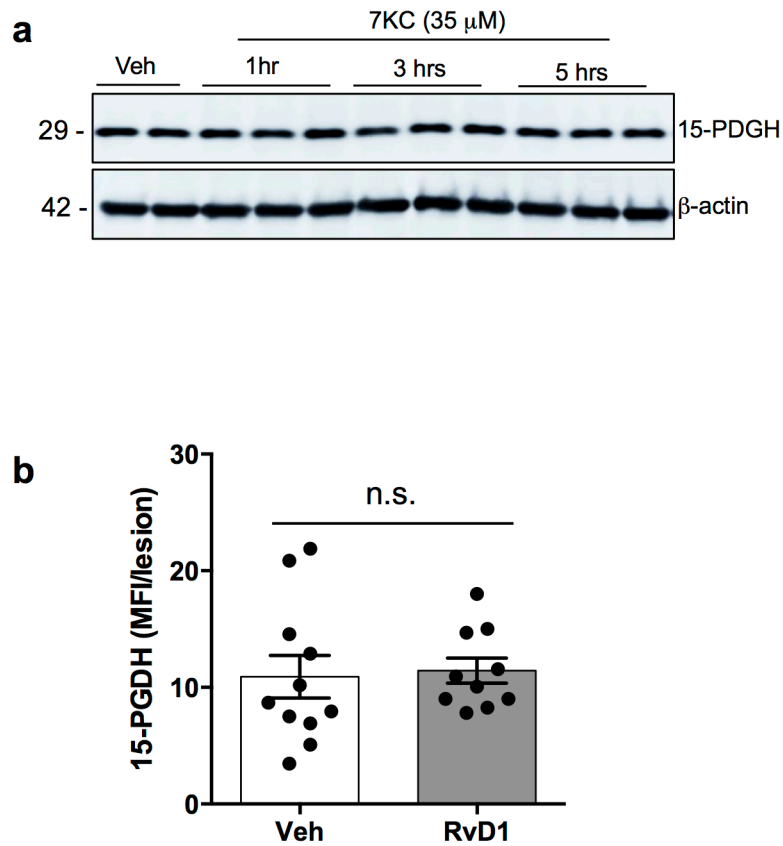 a
7KC (35 μM)
Veh 1hr 3 hrs 5 hrs
29 - 15-PDGH
42 - β-actin
b
30
20
10
0
15-PGDH (MFI/lesion)
n.s.
Veh RvD1